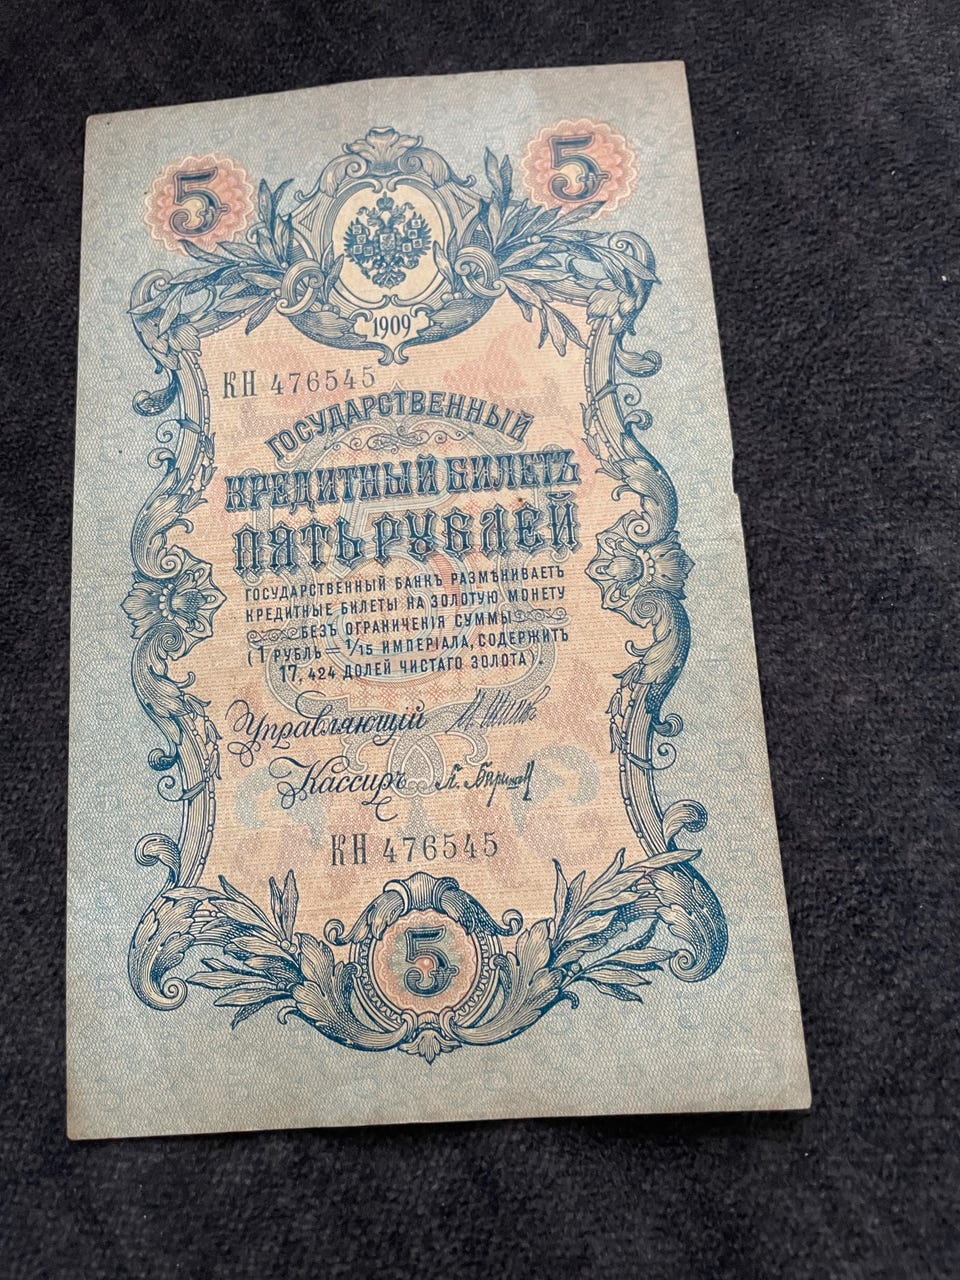 5
5
1909
КН 476545
ГОСУДАРСТВЕННЫЙ
КРЕДИТНЫЙ БИЛЕТЪ
ПЯТЬ РУБЛЕЙ
ГОСУДАРСТВЕННЫЙ БАНКЪ РАЗМѢНИВАЕТЪ
КРЕДИТНЫЕ БИЛЕТЫ НА ЗОЛОТУЮ МОНЕТУ
БЕЗЪ ОГРАНИЧЕНІЯ СУММЫ
(1 РУБЛЬ = 1/15 ИМПЕРІАЛА, СОДЕРЖИТЪ
17,424 ДОЛЕЙ ЧИСТАГО ЗОЛОТА).
Управляющій
Кассиръ
КН 476545
5